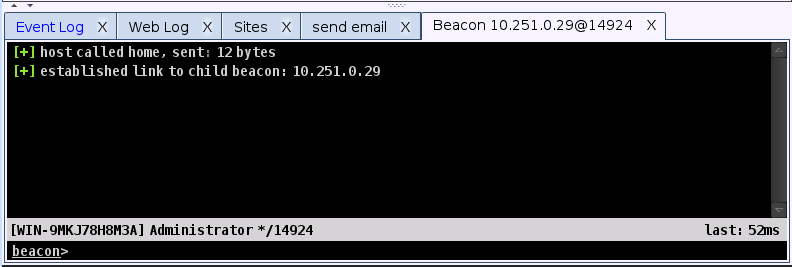 Event Log X Web Log X Sites X send email X Beacon 10.251.0.29@14924 X
[+] host called home, sent: 12 bytes
[+] established link to child beacon: 10.251.0.29
[WIN-9MKJ78H8M3A] Administrator */14924 last: 52ms
beacon>